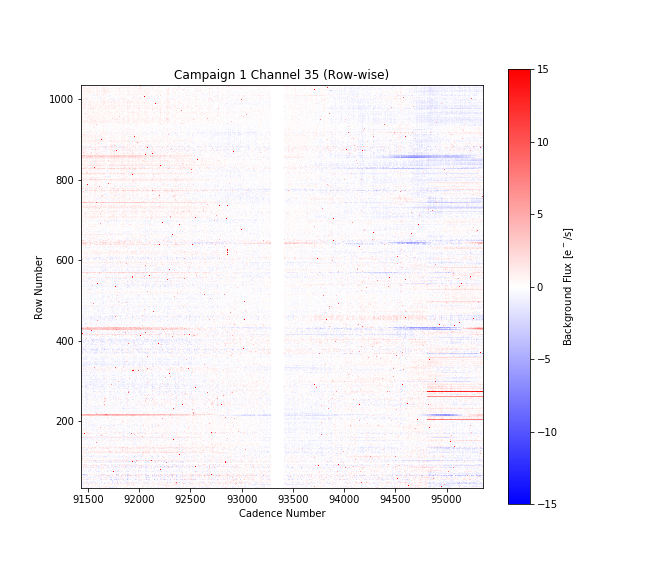 Campaign 1 Channel 35 (Row-wise)
1000
800
600
400
200
Row Number
91500 92000 92500 93000 93500 94000 94500 95000
Cadence Number
15
10
5
0
−5
−10
−15
Background Flux [e⁻/s]